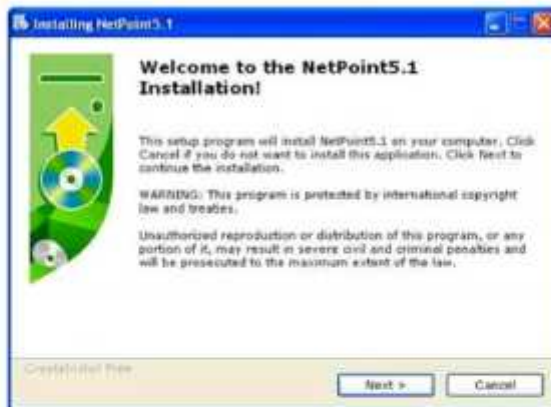 Installing NetPoint5.1
Welcome to the NetPoint5.1
Installation!
This setup program will install NetPoint5.1 on your computer. Click
Cancel if you do not want to install this application. Click Next to
continue the installation.
WARNING: This program is protected by international copyright
law and treaties.
Unauthorized reproduction or distribution of this program, or any
portion of it, may result in severe civil and criminal penalties and
will be prosecuted to the maximum extent of the law.
CreateInstall Free
Next >
Cancel